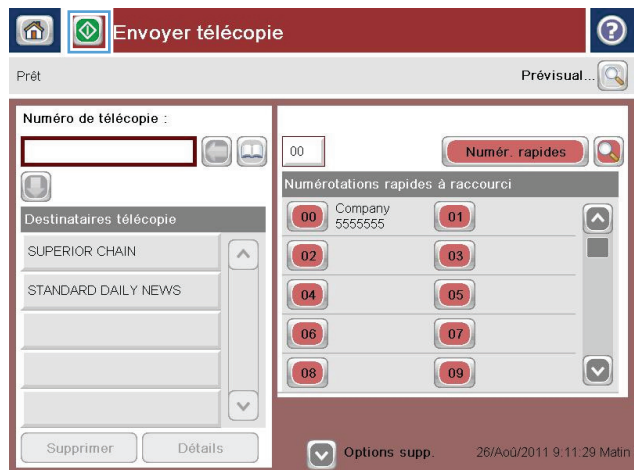 Envoyer télécopie
?
Prêt
Prévisual...
Numéro de télécopie :
Destinataires télécopie
SUPERIOR CHAIN
STANDARD DAILY NEWS
Supprimer
Détails
00
Numér. rapides
Numérotations rapides à raccourci
00 Company 01
5555555
02 03
04 05
06 07
08 09
Options supp.
26/Aoû/2011 9:11:29 Matin